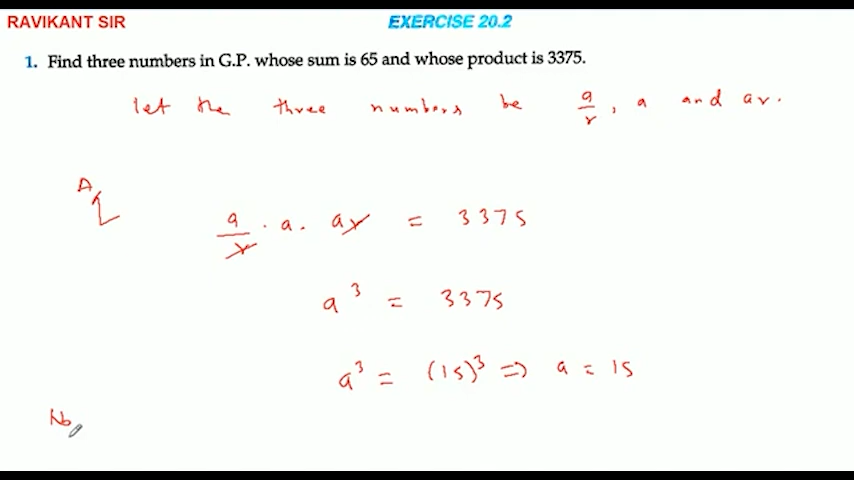 RAVIKANT SIR EXERCISE 20.2
1. Find three numbers in G.P. whose sum is 65 and whose product is 3375.
let the three numbers be a/r, a and ar.
A
a/r . a . ar = 3375
a³ = 3375
a³ = (15)³ ⇒ a = 15